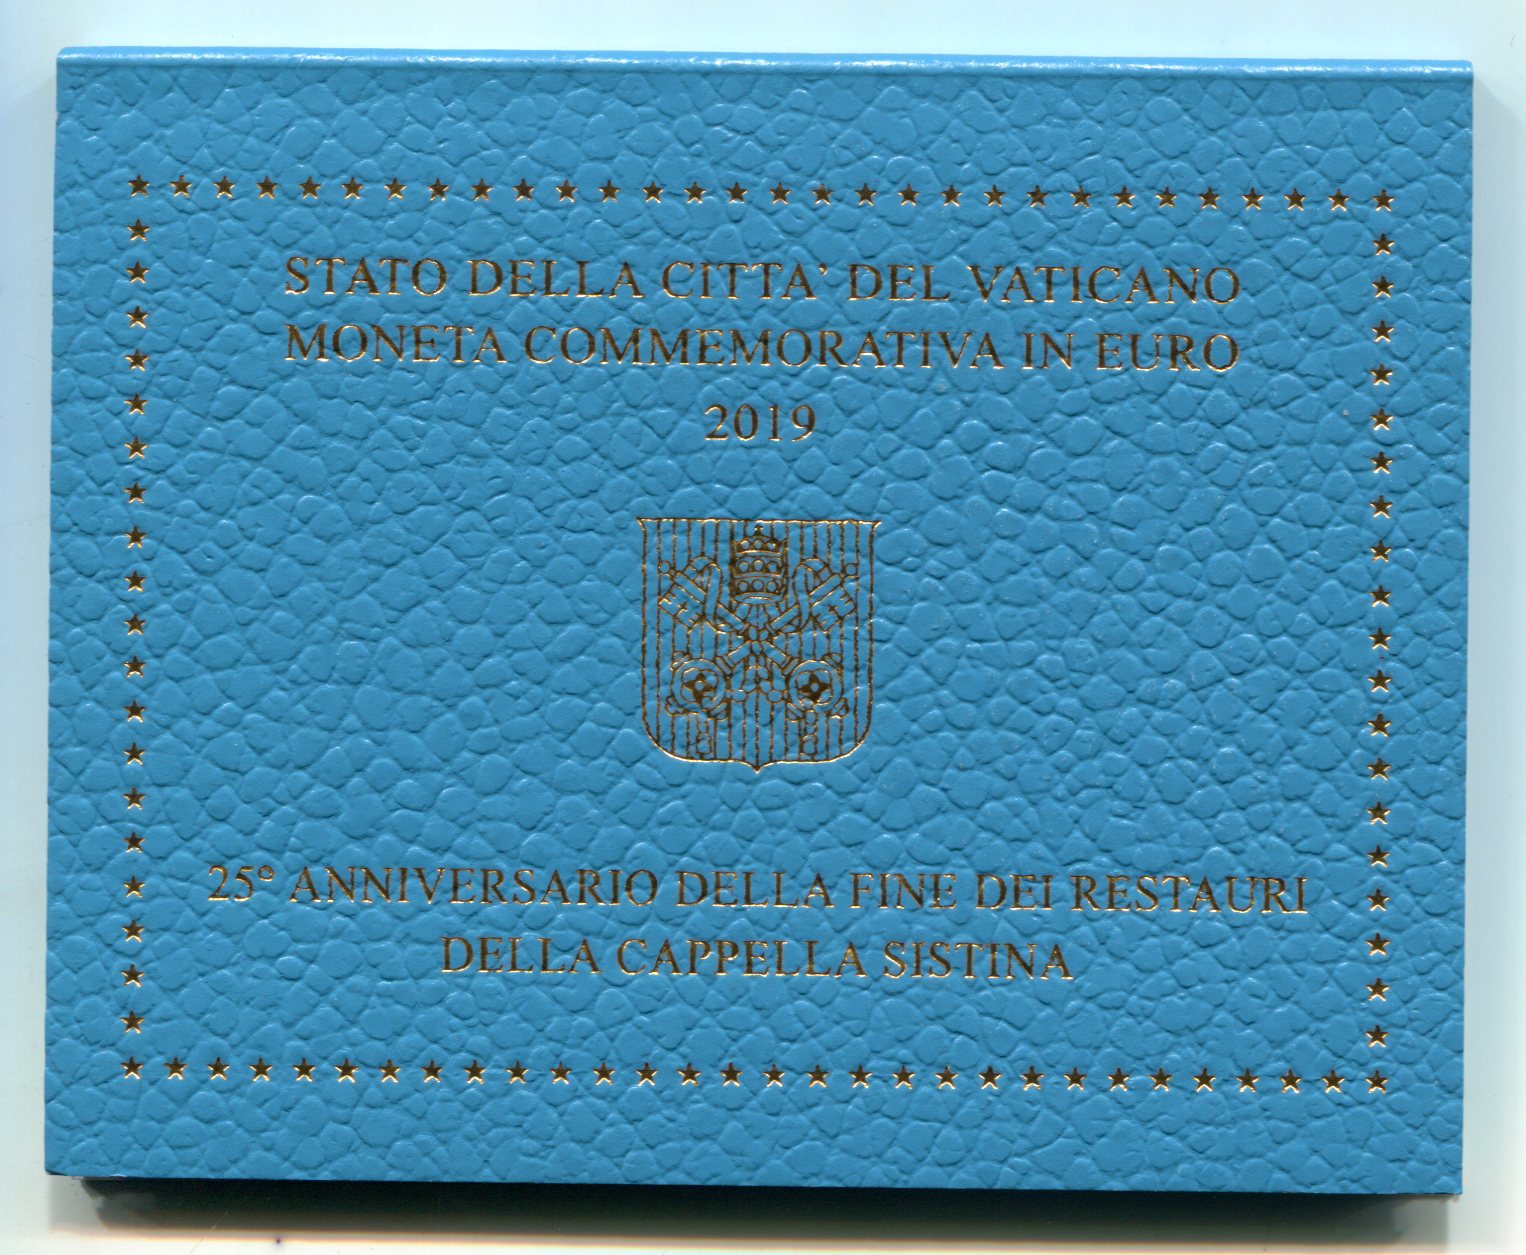 STATO DELLA CITTA' DEL VATICANO
MONETA COMMEMORATIVA IN EURO
2019
25° ANNIVERSARIO DELLA FINE DEI RESTAURI
DELLA CAPPELLA SISTINA